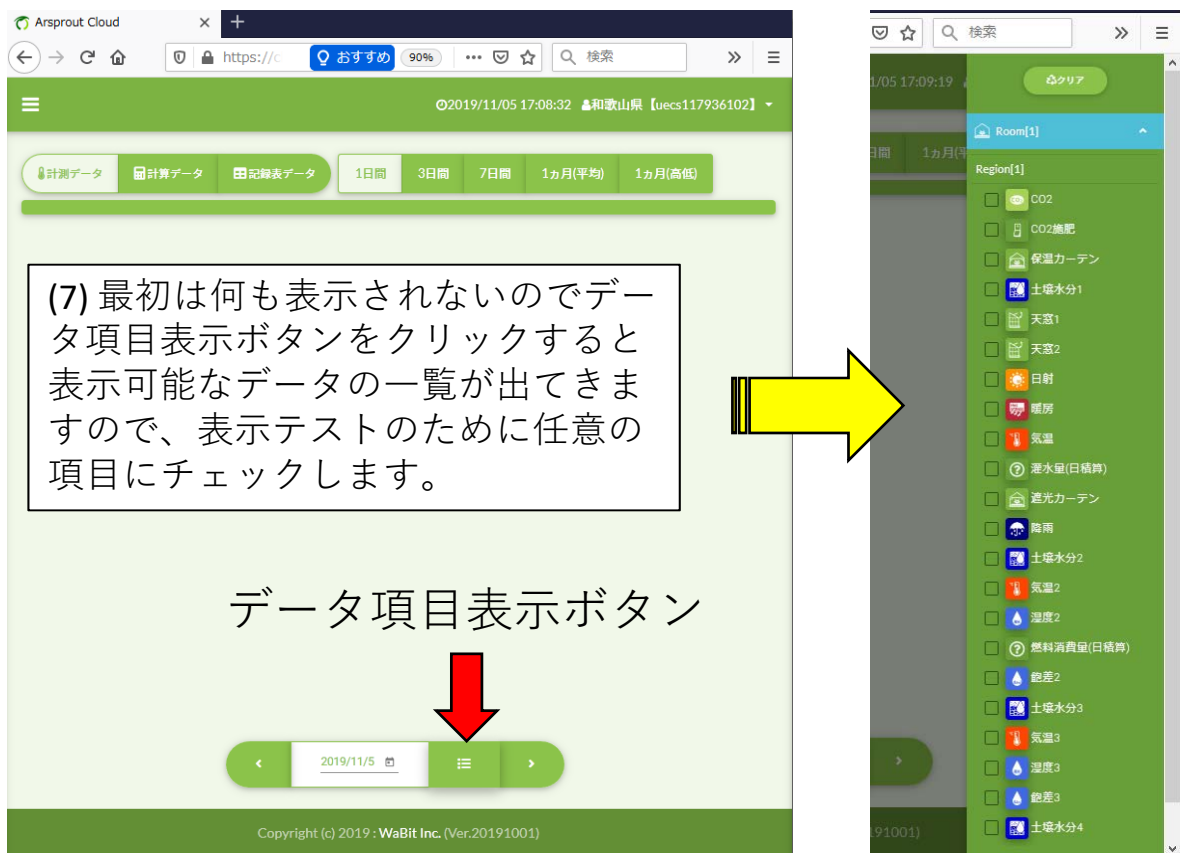 Arsprout Cloud
https://c
おすすめ
90%
検索
2019/11/05 17:08:32 和歌山県【uecs117936102】
計測データ
計算データ
記録表データ
1日間
3日間
7日間
1ヵ月(平均)
1ヵ月(高低)
(7) 最初は何も表示されないのでデー
タ項目表示ボタンをクリックすると
表示可能なデータの一覧が出てきま
すので、表示テストのために任意の
項目にチェックします。
データ項目表示ボタン
2019/11/5
Copyright (c) 2019 : WaBit Inc. (Ver.20191001)
検索
1/05 17:09:19
日間
1ヵ月(平
クリア
Room[1]
Region[1]
CO2
CO2施肥
保温カーテン
土壌水分1
天窓1
天窓2
日射
暖房
気温
灌水量(日積算)
遮光カーテン
降雨
土壌水分2
気温2
湿度2
燃料消費量(日積算)
飽差2
土壌水分3
気温3
湿度3
飽差3
土壌水分4
191001)